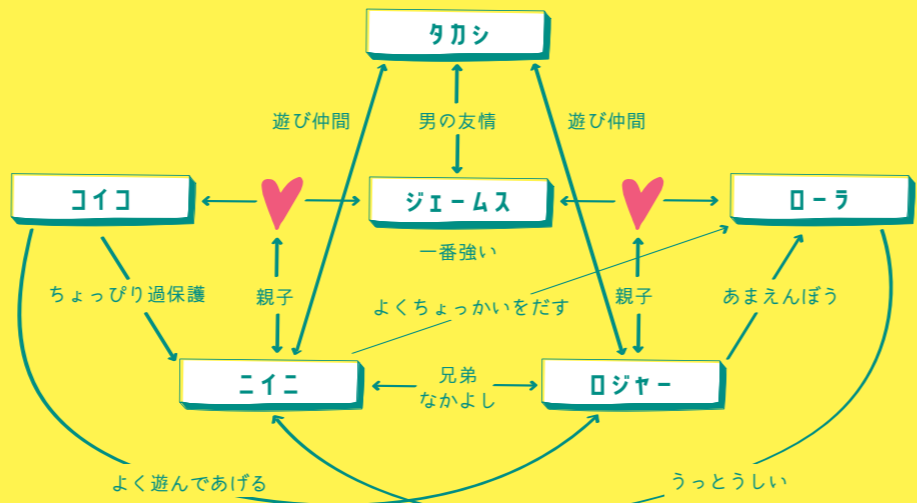 タカシ
遊び仲間
男の友情
遊び仲間
コイコ
ジェームス
ローラ
一番強い
ちょっぴり過保護
親子
よくちょっかいをだす
親子
あまえんぼう
ニイニ
兄弟
なかよし
ロジャー
よく遊んであげる
うっとうしい